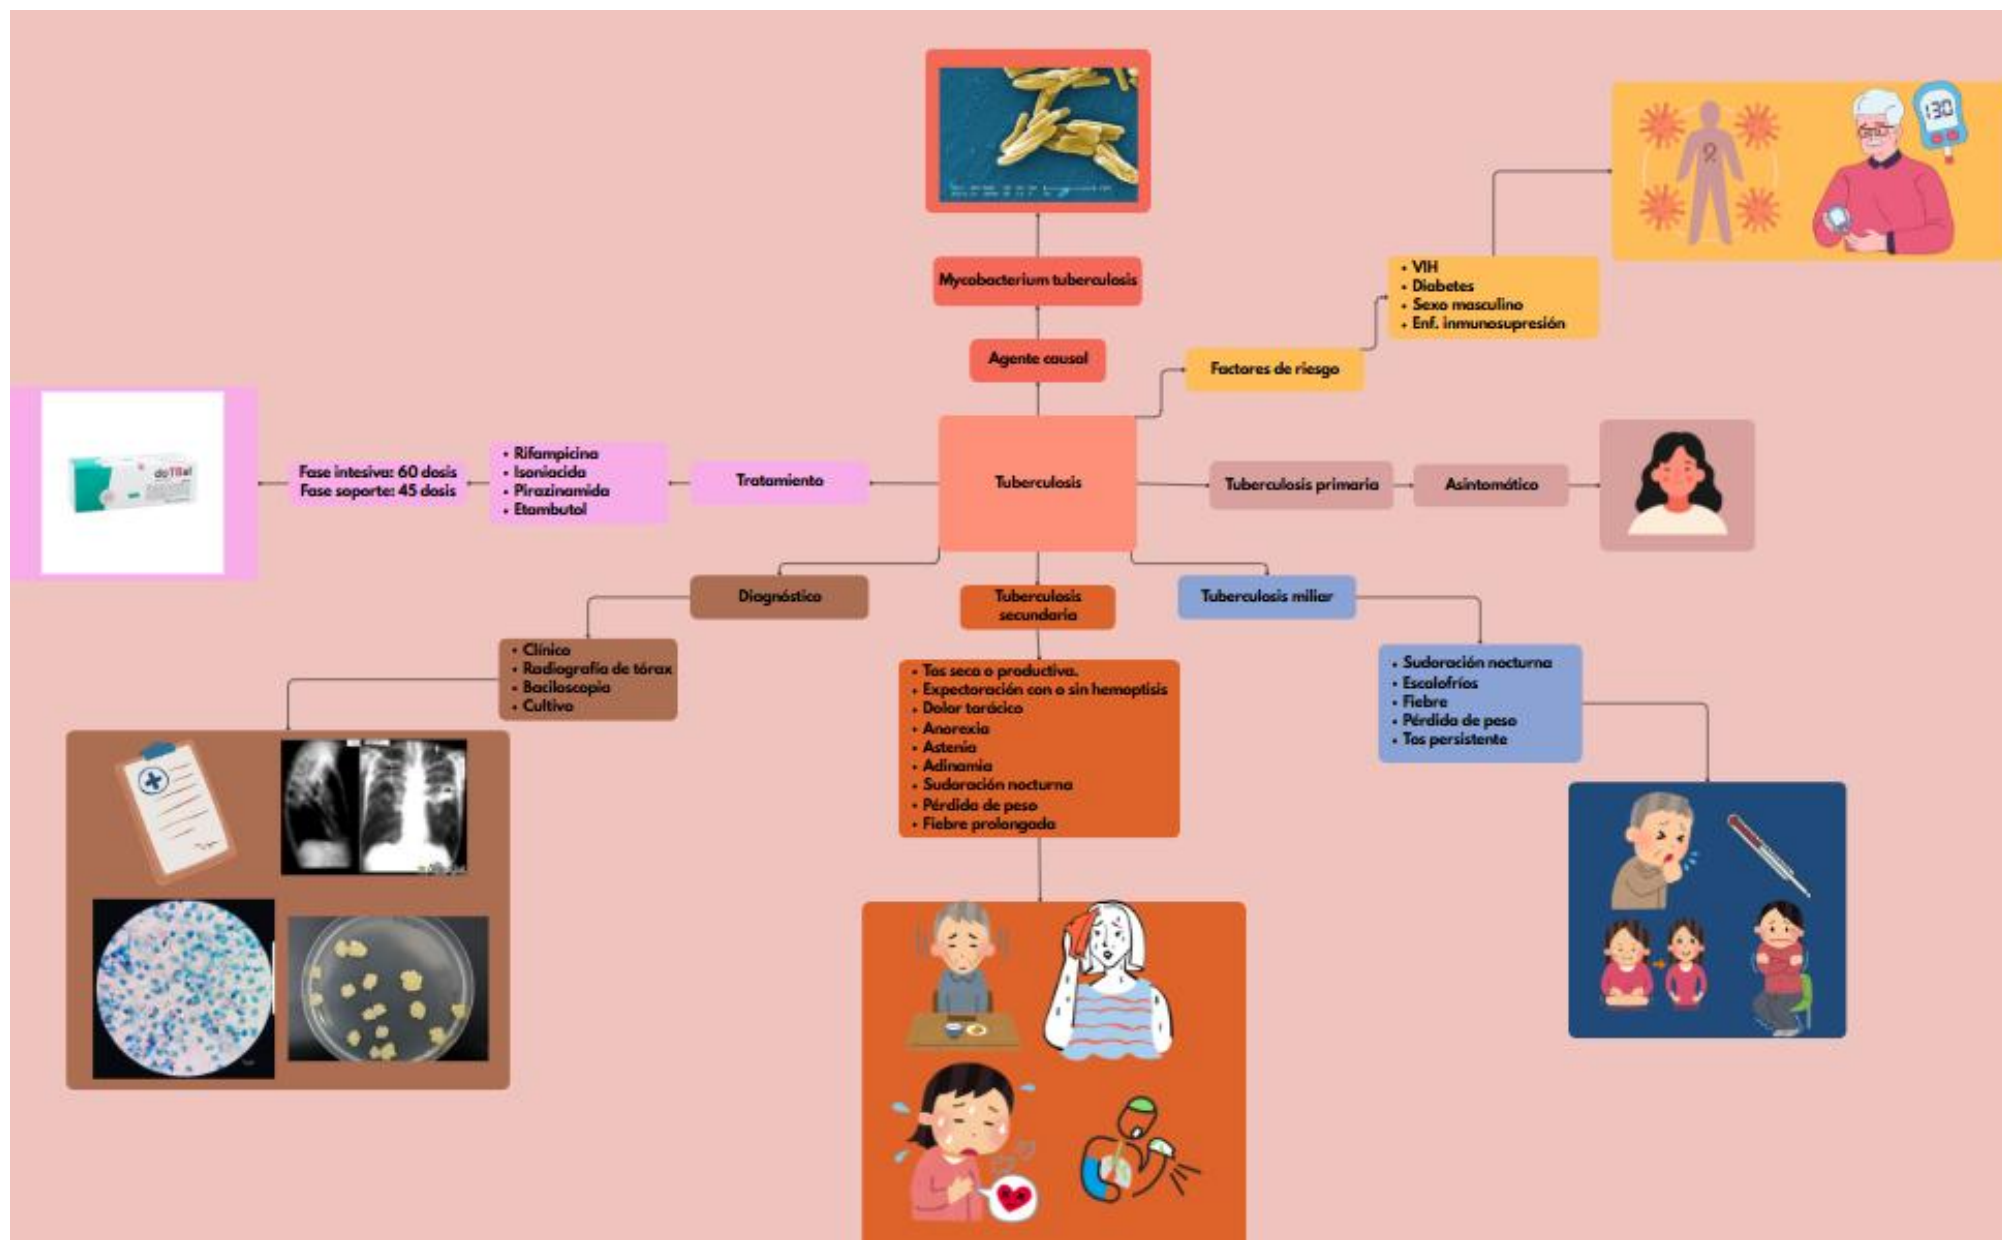 Mycobacterium tuberculosis
Agente causal
130
• VIH
• Diabetes
• Sexo masculino
• Enf. inmunosupresión
Factores de riesgo
doTBal
Fase intesiva: 60 dosis
Fase soporte: 45 dosis
• Rifampicina
• Isoniacida
• Pirazinamida
• Etambutol
Tratamiento
Tuberculosis
Tuberculosis primaria
Asintomático
Diagnóstico
• Clínico
• Radiografía de tórax
• Baciloscopia
• Cultivo
Tuberculosis
secundaria
• Tos seca o productiva.
• Expectoración con o sin hemoptisis
• Dolor torácico
• Anorexia
• Astenia
• Adinamia
• Sudoración nocturna
• Pérdida de peso
• Fiebre prolongada
Tuberculosis miliar
• Sudoración nocturna
• Escalofríos
• Fiebre
• Pérdida de peso
• Tos persistente